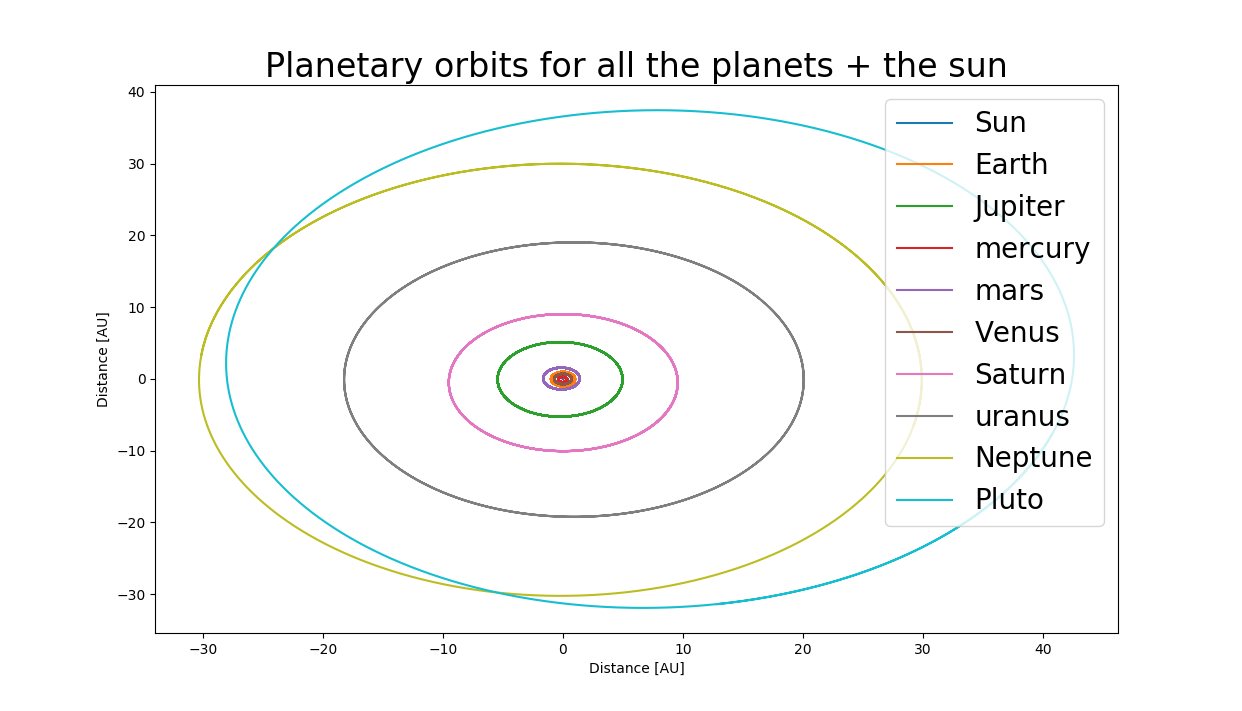 Planetary orbits for all the planets + the sun
40
30
20
10
0
−10
−20
−30
Distance [AU]
−30
−20
−10
0
10
20
30
40
Distance [AU]
Sun
Earth
Jupiter
mercury
mars
Venus
Saturn
uranus
Neptune
Pluto